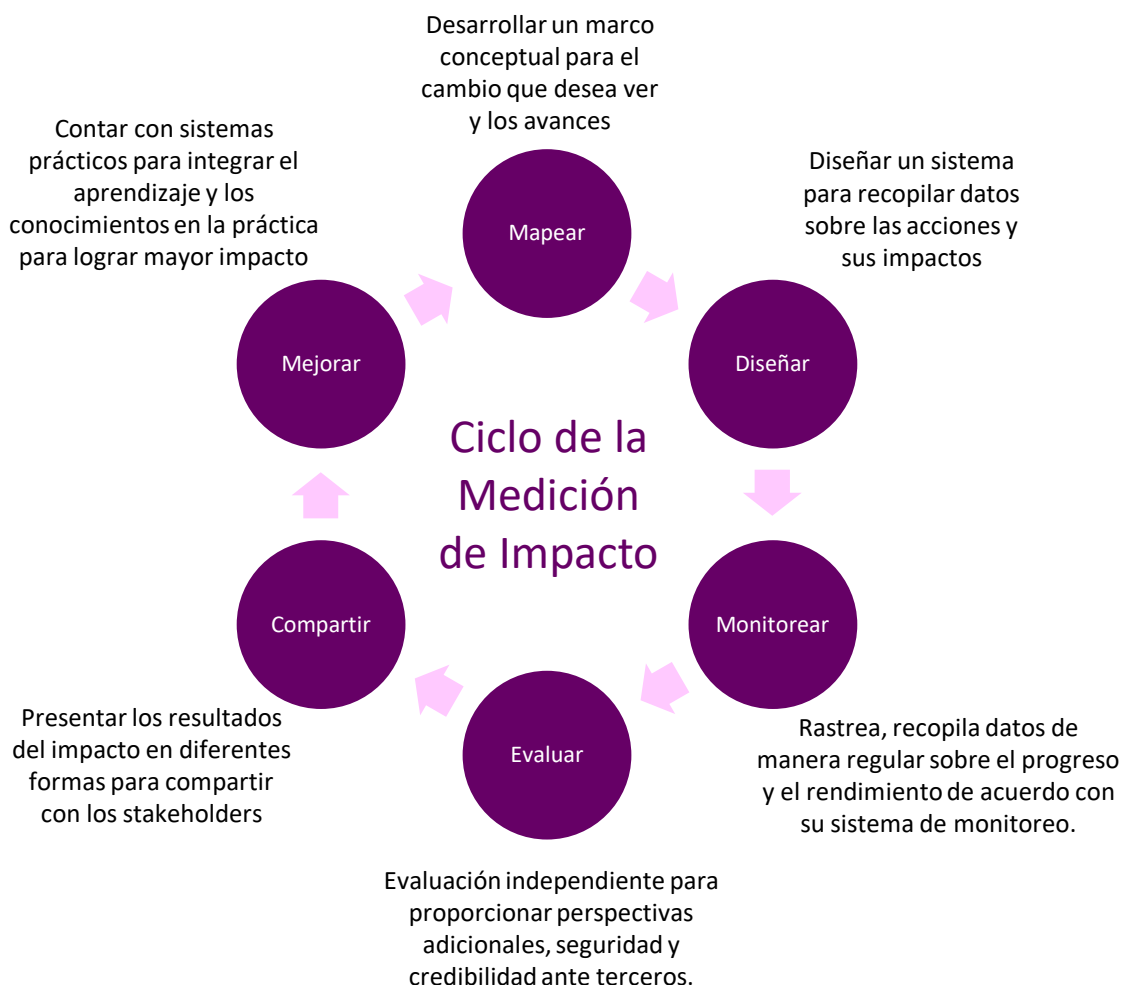 Desarrollar un marco
conceptual para el
cambio que desea ver
y los avances
Mapear
Diseñar un sistema
para recopilar datos
sobre las acciones y
sus impactos
Diseñar
Monitorear
Rastrea, recopila datos de
manera regular sobre el progreso
y el rendimiento de acuerdo con
su sistema de monitoreo.
Evaluar
Evaluación independiente para
proporcionar perspectivas
adicionales, seguridad y
credibilidad ante terceros.
Compartir
Presentar los resultados
del impacto en diferentes
formas para compartir
con los stakeholders
Mejorar
Contar con sistemas
prácticos para integrar el
aprendizaje y los
conocimientos en la práctica
para lograr mayor impacto
Ciclo de la
Medición
de Impacto